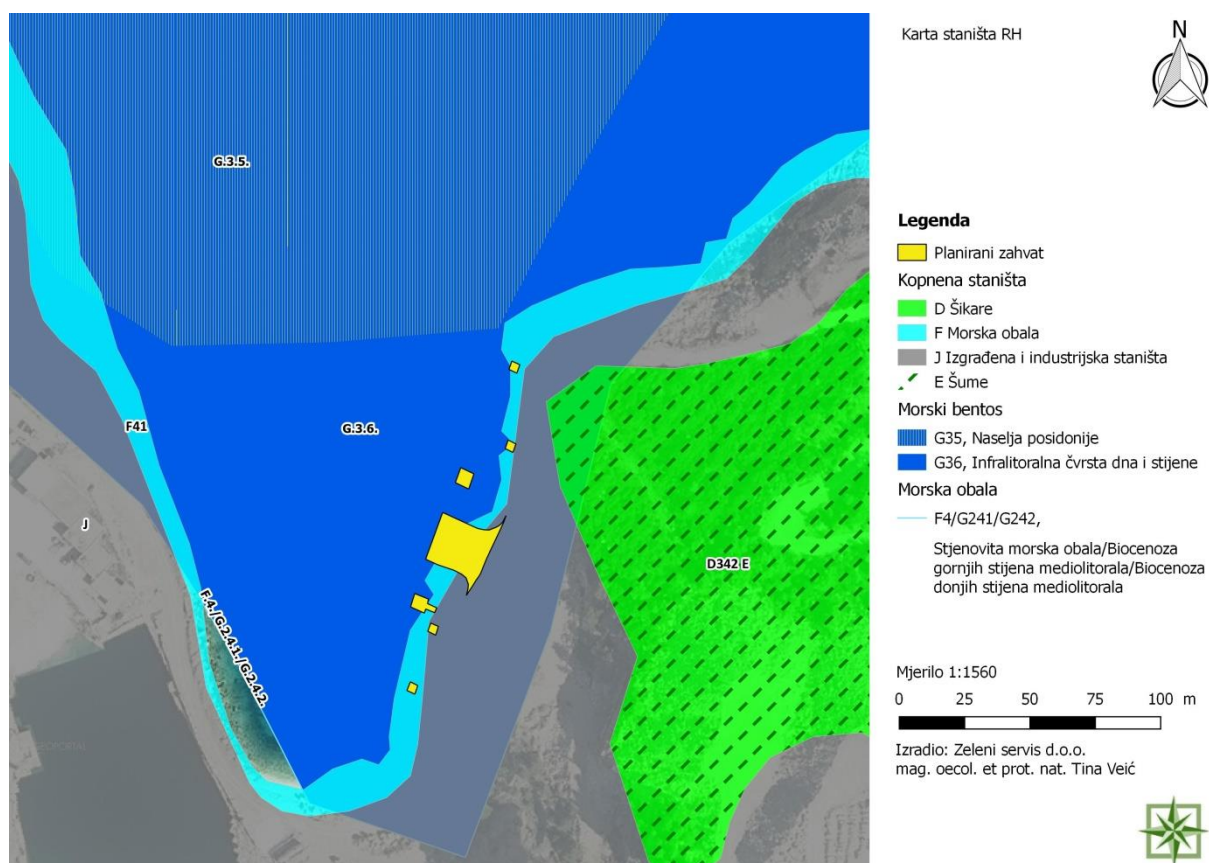 Karta staništa RH
N
G.3.5.
Legenda
Planirani zahvat
Kopnena staništa
D Šikare
F Morska obala
J Izgrađena i industrijska staništa
E Šume
Morski bentos
G35, Naselja posidonije
G36, Infralitoralna čvrsta dna i stijene
Morska obala
F4/G241/G242,
Stjenovita morska obala/Biocenoza
gornjih stijena mediolitorala/Biocenoza
donjih stijena mediolitorala
F41
G.3.6.
J
D342 E
F.4./G.2.4.1./G.2.4.2.
Mjerilo 1:1560
0 25 50 75 100 m
Izradio: Zeleni servis d.o.o.
mag. oecol. et prot. nat. Tina Veić